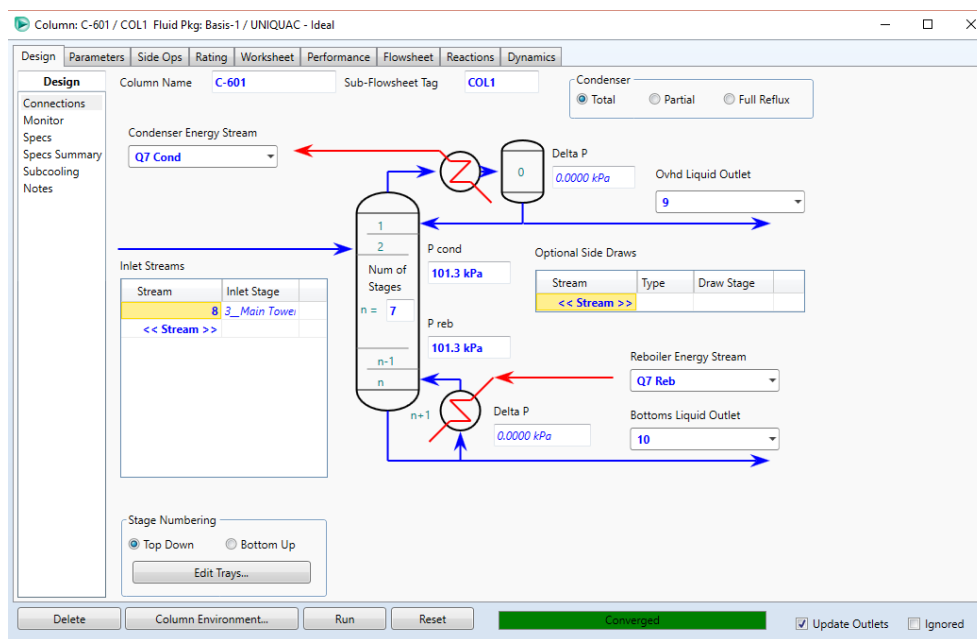 Column: C-601 / COL1 Fluid Pkg: Basis-1 / UNIQUAC - Ideal
Design Parameters Side Ops Rating Worksheet Performance Flowsheet Reactions Dynamics
Design
Connections
Monitor
Specs
Specs Summary
Subcooling
Notes
Column Name C-601 Sub-Flowsheet Tag COL1
Condenser
Total Partial Full Reflux
Condenser Energy Stream
Q7 Cond
0
Delta P
0.0000 kPa
Ovhd Liquid Outlet
9
1
2
Num of
Stages
n = 7
n-1
n
n+1
P cond
101.3 kPa
P reb
101.3 kPa
Inlet Streams
Stream Inlet Stage
8 3__Main Tower
<< Stream >>
Optional Side Draws
Stream Type Draw Stage
<< Stream >>
Reboiler Energy Stream
Q7 Reb
Delta P
0.0000 kPa
Bottoms Liquid Outlet
10
Stage Numbering
Top Down Bottom Up
Edit Trays...
Delete Column Environment... Run Reset Converged Update Outlets Ignored